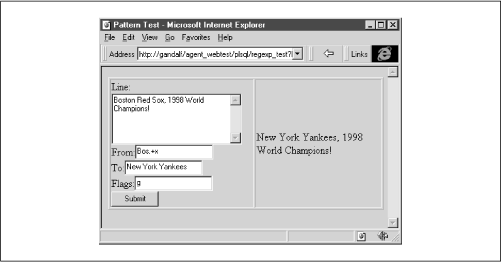 Pattern Test - Microsoft Internet Explorer
File Edit View Go Favorites Help
Address http://gandalf/agent_webtest/plsql/regexp_test?l Links
Line:
Boston Red Sox, 1998 World
Champions!
From: Bos.+x
To: New York Yankees
Flags: g
Submit
New York Yankees, 1998
World Champions!